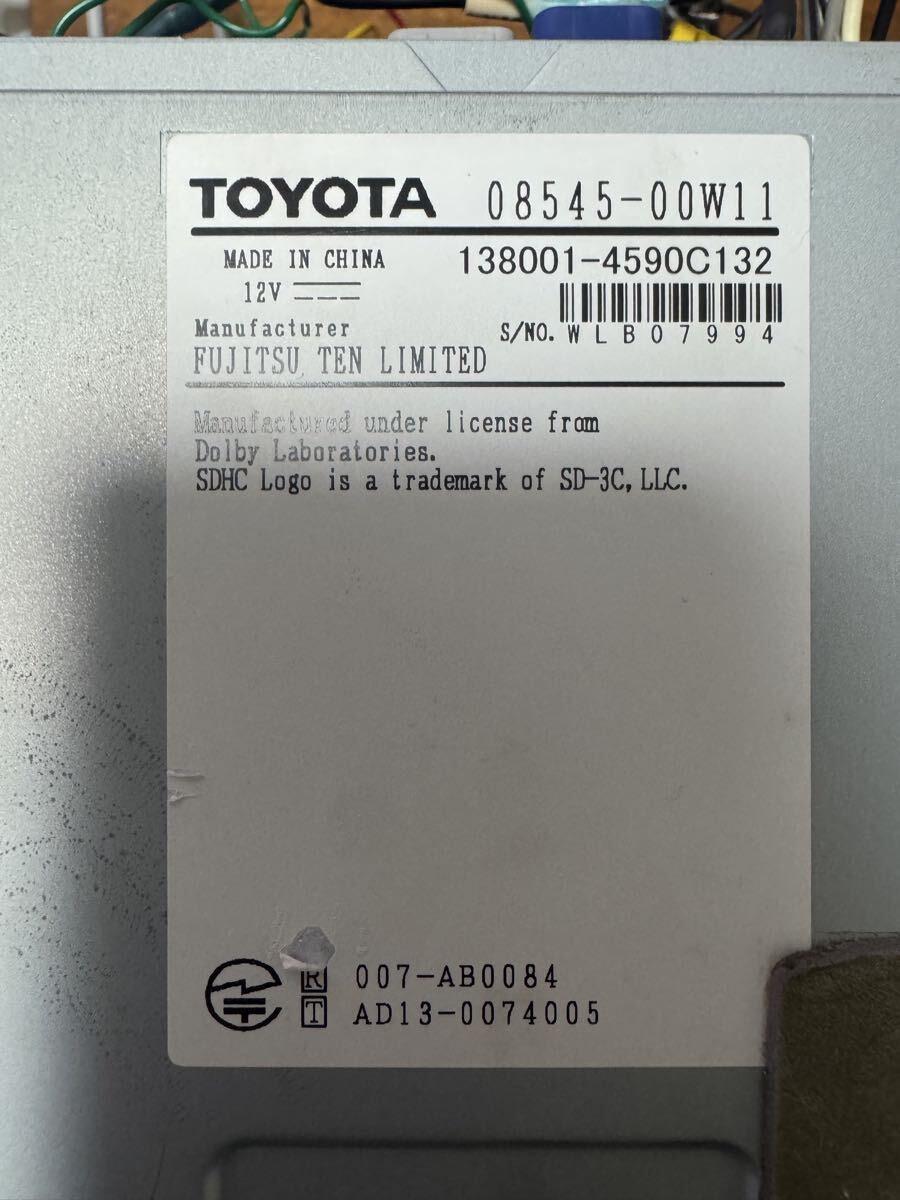 TOYOTA 08545-00W11
MADE IN CHINA 138001-4590C132
12V
Manufacturer S/NO. WLB07994
FUJITSU TEN LIMITED
Manufactured under license from
Dolby Laboratories.
SDHC Logo is a trademark of SD-3C, LLC.
R 007-AB0084
T AD13-0074005